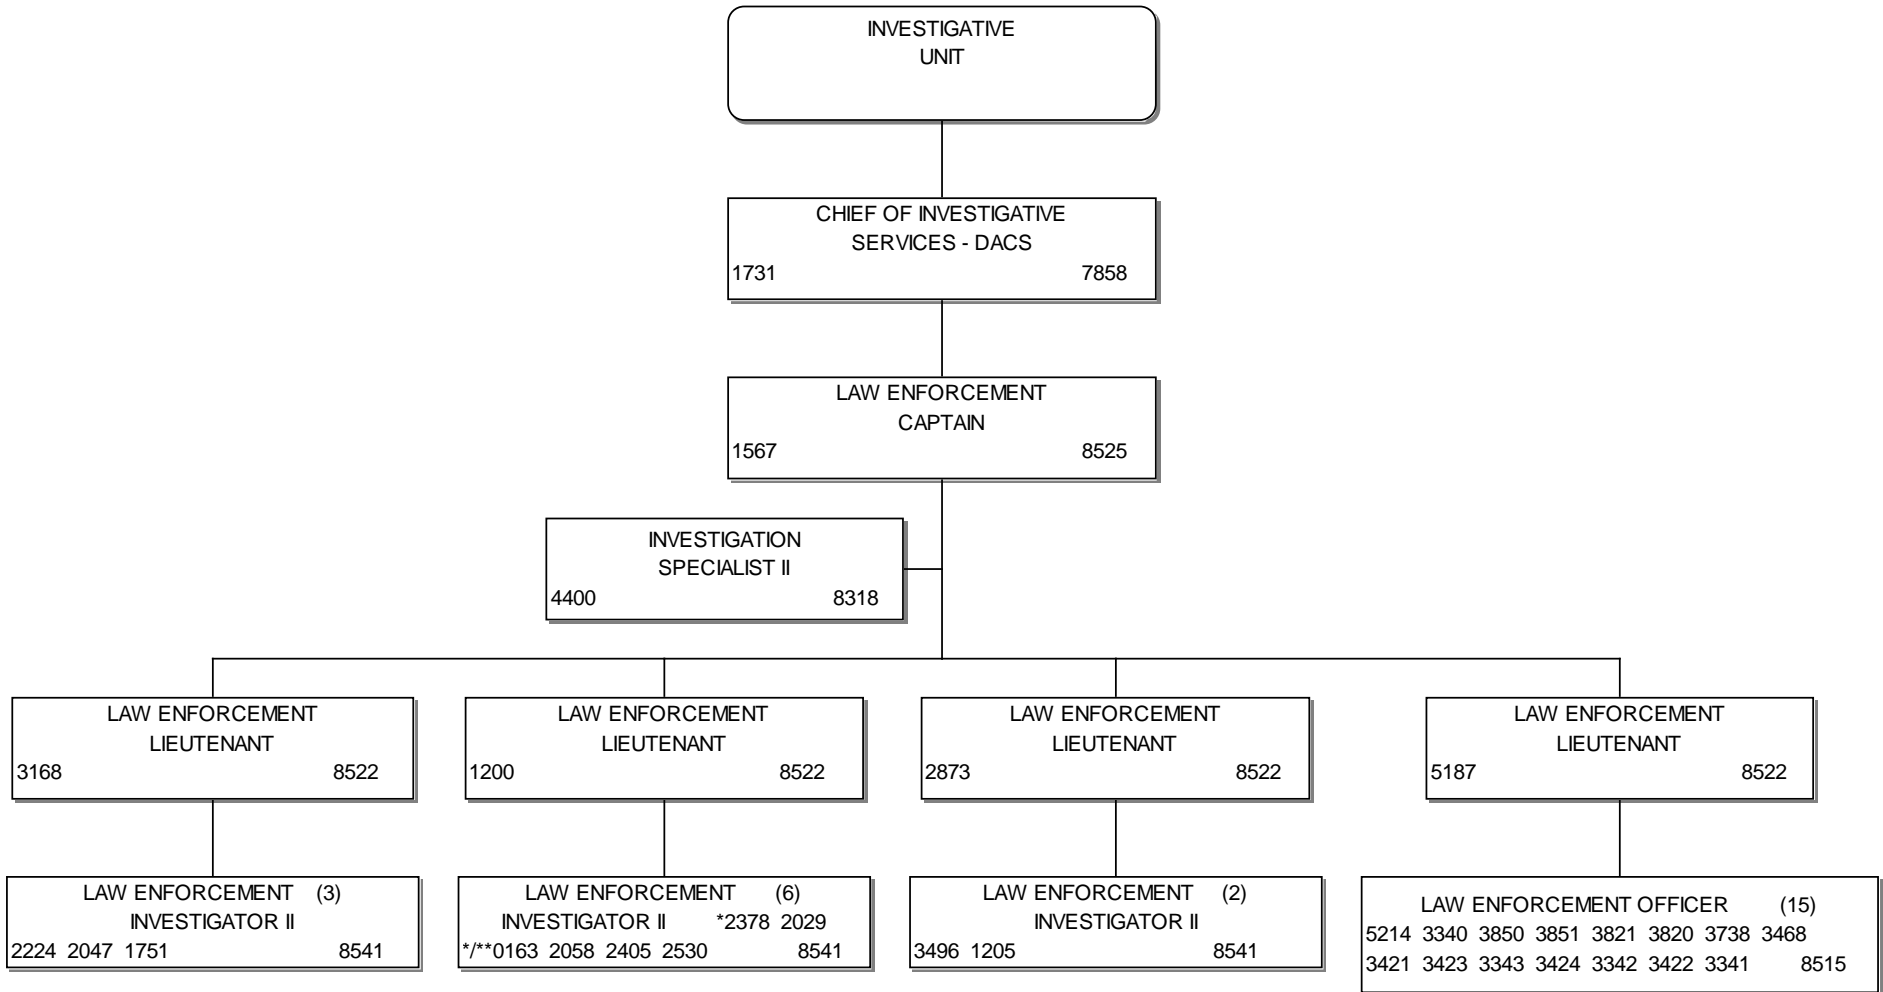 INVESTIGATIVE
UNIT
CHIEF OF INVESTIGATIVE
SERVICES - DACS
1731 7858
LAW ENFORCEMENT
CAPTAIN
1567 8525
INVESTIGATION
SPECIALIST II
4400 8318
LAW ENFORCEMENT
LIEUTENANT
3168 8522
LAW ENFORCEMENT
LIEUTENANT
1200 8522
LAW ENFORCEMENT
LIEUTENANT
2873 8522
LAW ENFORCEMENT
LIEUTENANT
5187 8522
LAW ENFORCEMENT (3)
INVESTIGATOR II
2224 2047 1751 8541
LAW ENFORCEMENT (6)
INVESTIGATOR II *2378 2029
*/**0163 2058 2405 2530 8541
LAW ENFORCEMENT (2)
INVESTIGATOR II
3496 1205 8541
LAW ENFORCEMENT OFFICER (15)
5214 3340 3850 3851 3821 3820 3738 3468
3421 3423 3343 3424 3342 3422 3341 8515